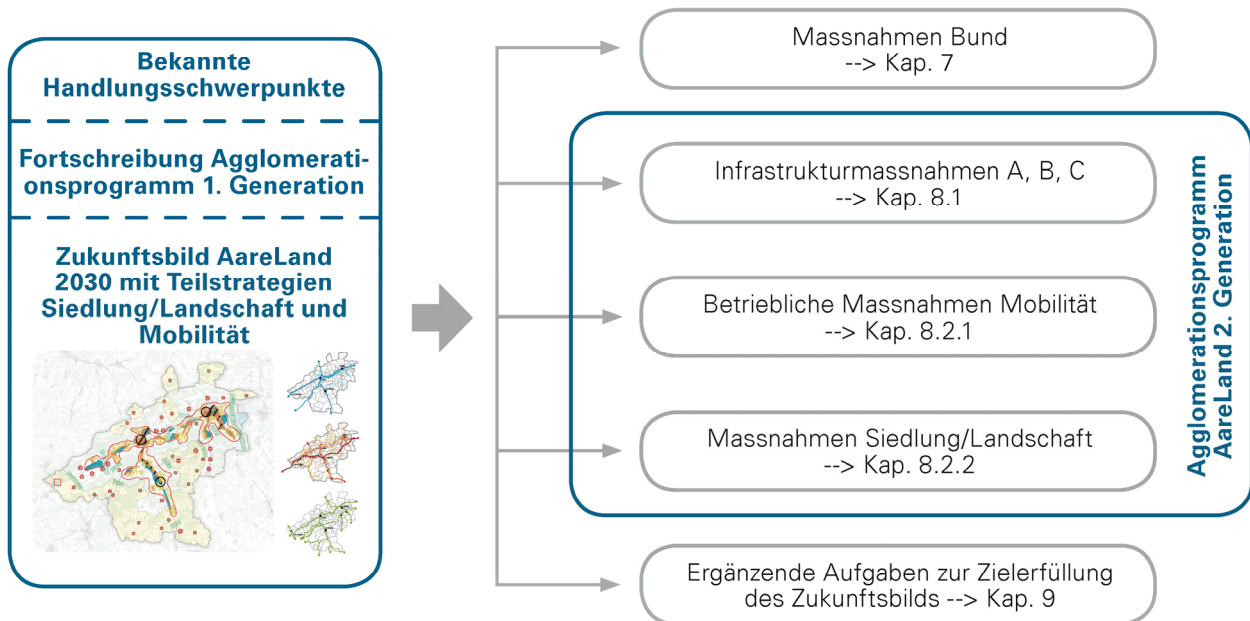 Bekannte
Handlungsschwerpunkte
Fortschreibung Agglomerati-
onsprogramm 1. Generation
Zukunftsbild AareLand
2030 mit Teilstrategien
Siedlung/Landschaft und
Mobilität
Massnahmen Bund
--> Kap. 7
Infrastrukturmassnahmen A, B, C
--> Kap. 8.1
Betriebliche Massnahmen Mobilität
--> Kap. 8.2.1
Massnahmen Siedlung/Landschaft
--> Kap. 8.2.2
Ergänzende Aufgaben zur Zielerfüllung
des Zukunftsbilds --> Kap. 9
Agglomerationsprogramm
AareLand 2. Generation